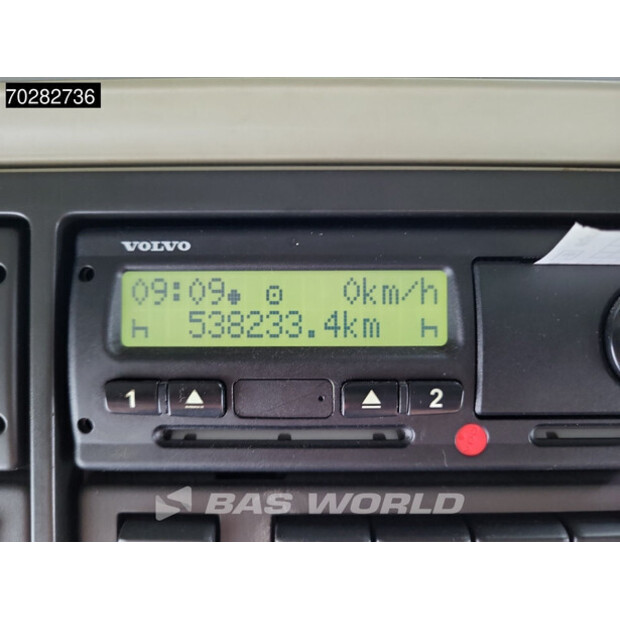 70282736
VOLVO
09:09 0km/h
538233.4km
1 2
BAS WORLD